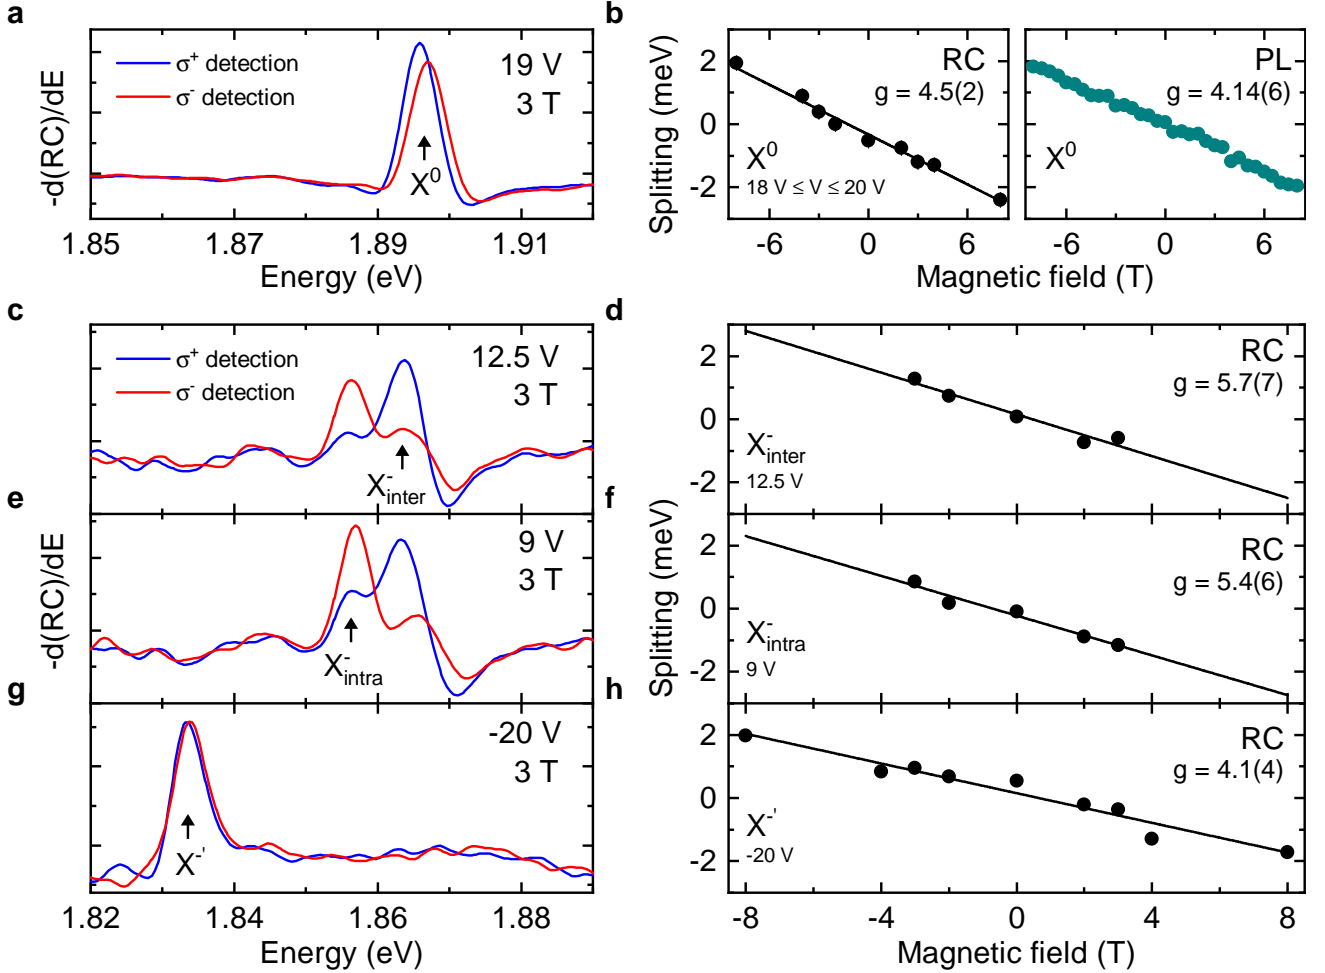 a
-d(RC)/dE
σ+ detection
σ- detection
19 V
3 T
X0
1.85 1.87 1.89 1.91
Energy (eV)
b
Splitting (meV)
2
0
-2
RC
g = 4.5(2)
X0
18 V ≤ V ≤ 20 V
-6 0 6
PL
g = 4.14(6)
X0
-6 0 6
Magnetic field (T)
c
σ+ detection
σ- detection
12.5 V
3 T
X-inter
d
2
0
-2
RC
g = 5.7(7)
X-inter
12.5 V
e
-d(RC)/dE
9 V
3 T
X-intra
f
Splitting (meV)
2
0
-2
RC
g = 5.4(6)
X-intra
9 V
g
-20 V
3 T
X-'
1.82 1.84 1.86 1.88
Energy (eV)
h
2
0
-2
RC
g = 4.1(4)
X-'
-20 V
-8 -4 0 4 8
Magnetic field (T)